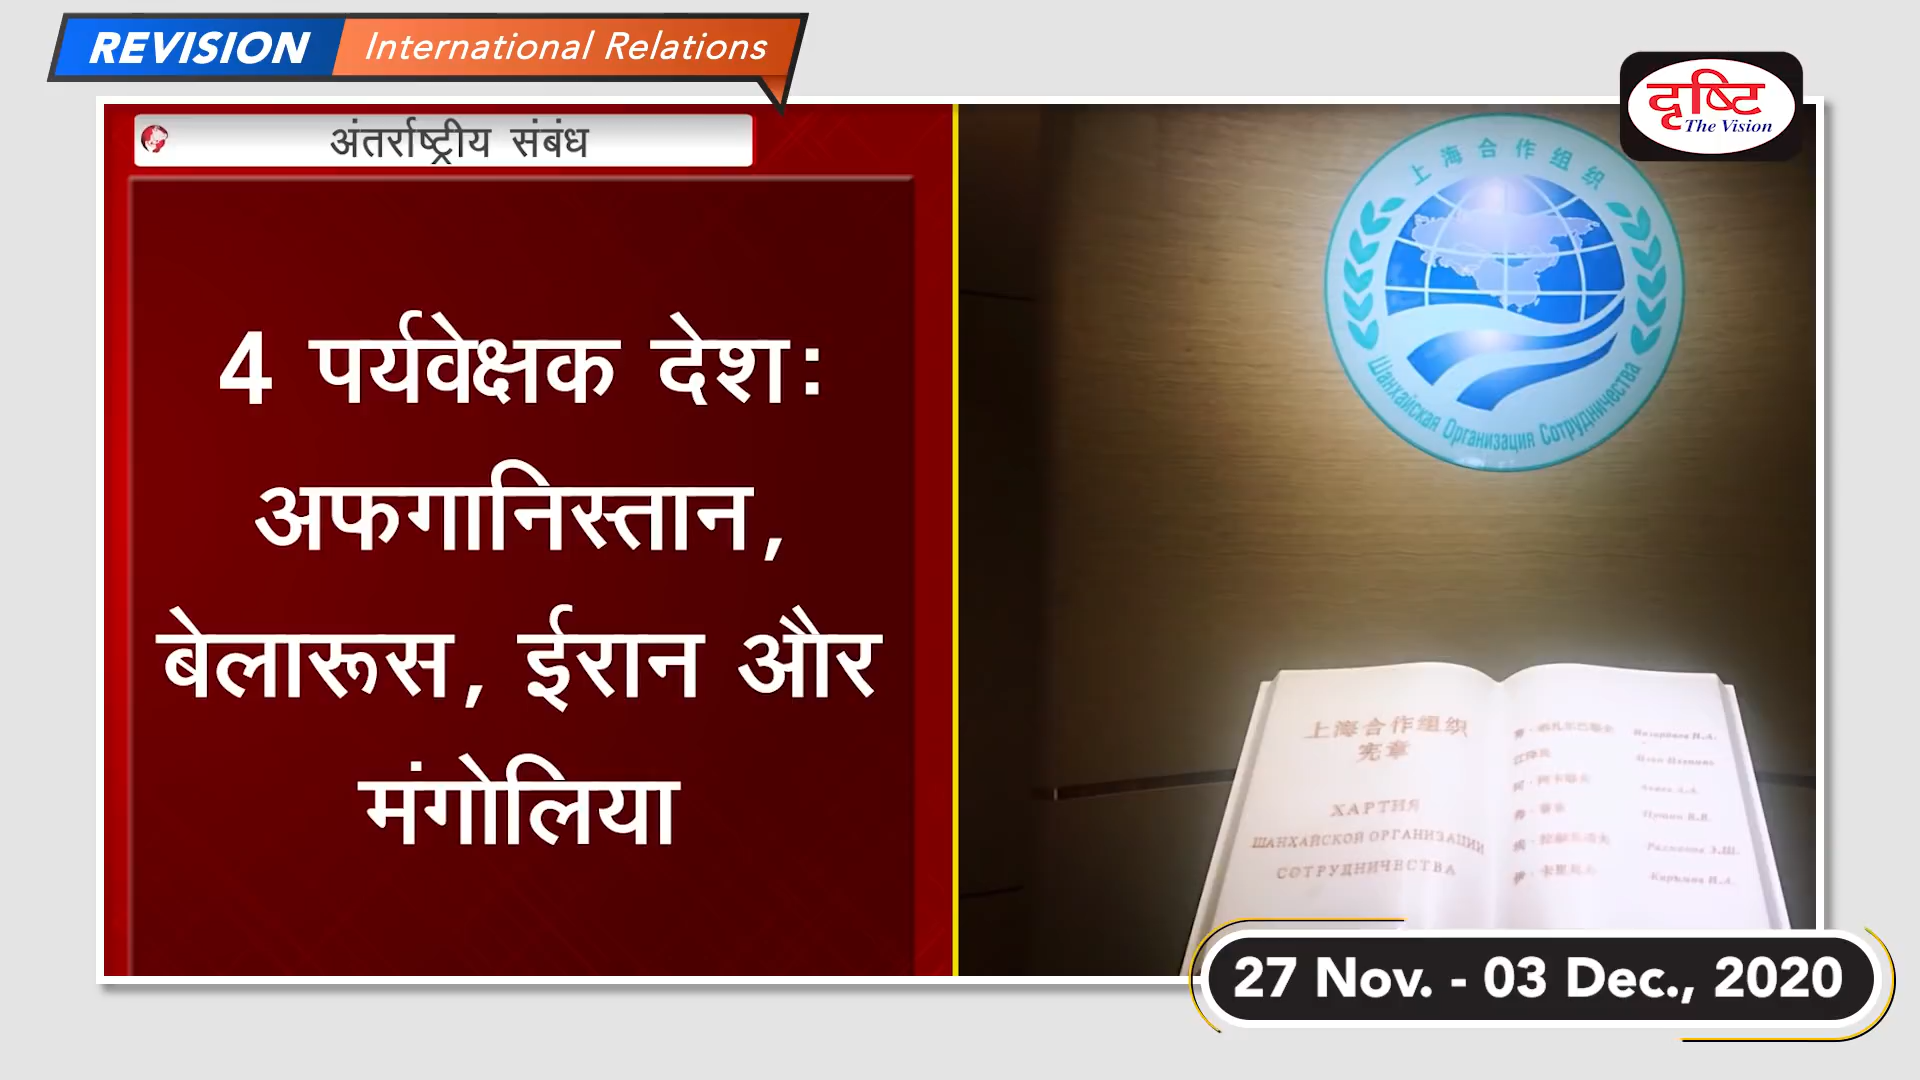 REVISION International Relations
दृष्टि
The Vision
अंतर्राष्ट्रीय संबंध
4 पर्यवेक्षक देश:
अफगानिस्तान,
बेलारूस, ईरान और
मंगोलिया
上海合作组织
Шанхайская Организация Сотрудничества
上海合作组织
宪章
ХАРТИЯ
ШАНХАЙСКОЙ ОРГАНИЗАЦИИ
СОТРУДНИЧЕСТВА
27 Nov. - 03 Dec., 2020